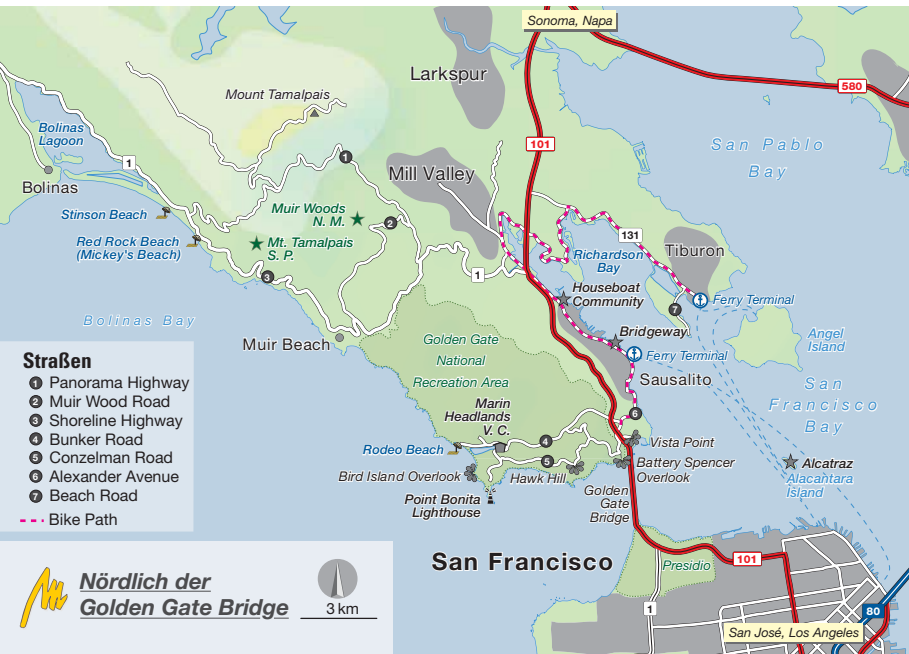 Sonoma, Napa
Larkspur
580
Mount Tamalpais
101
San Pablo
Bay
Bolinas
Lagoon
1
1
Bolinas
Mill Valley
Stinson Beach
Muir Woods
N. M.
2
131
Red Rock Beach
(Mickey's Beach)
Mt. Tamalpais
S. P.
Richardson
Bay
Tiburon
3
1
Houseboat
Community
Ferry Terminal
7
Bolinas Bay
Muir Beach
Golden Gate
National
Recreation Area
Bridgeway
Ferry Terminal
Angel
Island
Sausalito
San
Francisco
Bay
Straßen
1 Panorama Highway
2 Muir Wood Road
3 Shoreline Highway
4 Bunker Road
5 Conzelman Road
6 Alexander Avenue
7 Beach Road
Bike Path
Marin
Headlands
V. C.
6
4
Rodeo Beach
Vista Point
5
Bird Island Overlook
Hawk Hill
Battery Spencer
Overlook
Alcatraz
Alacantara
Island
Point Bonita
Lighthouse
Golden
Gate
Bridge
San Francisco
Presidio
101
Nördlich der
Golden Gate Bridge
3 km
1
80
San José, Los Angeles